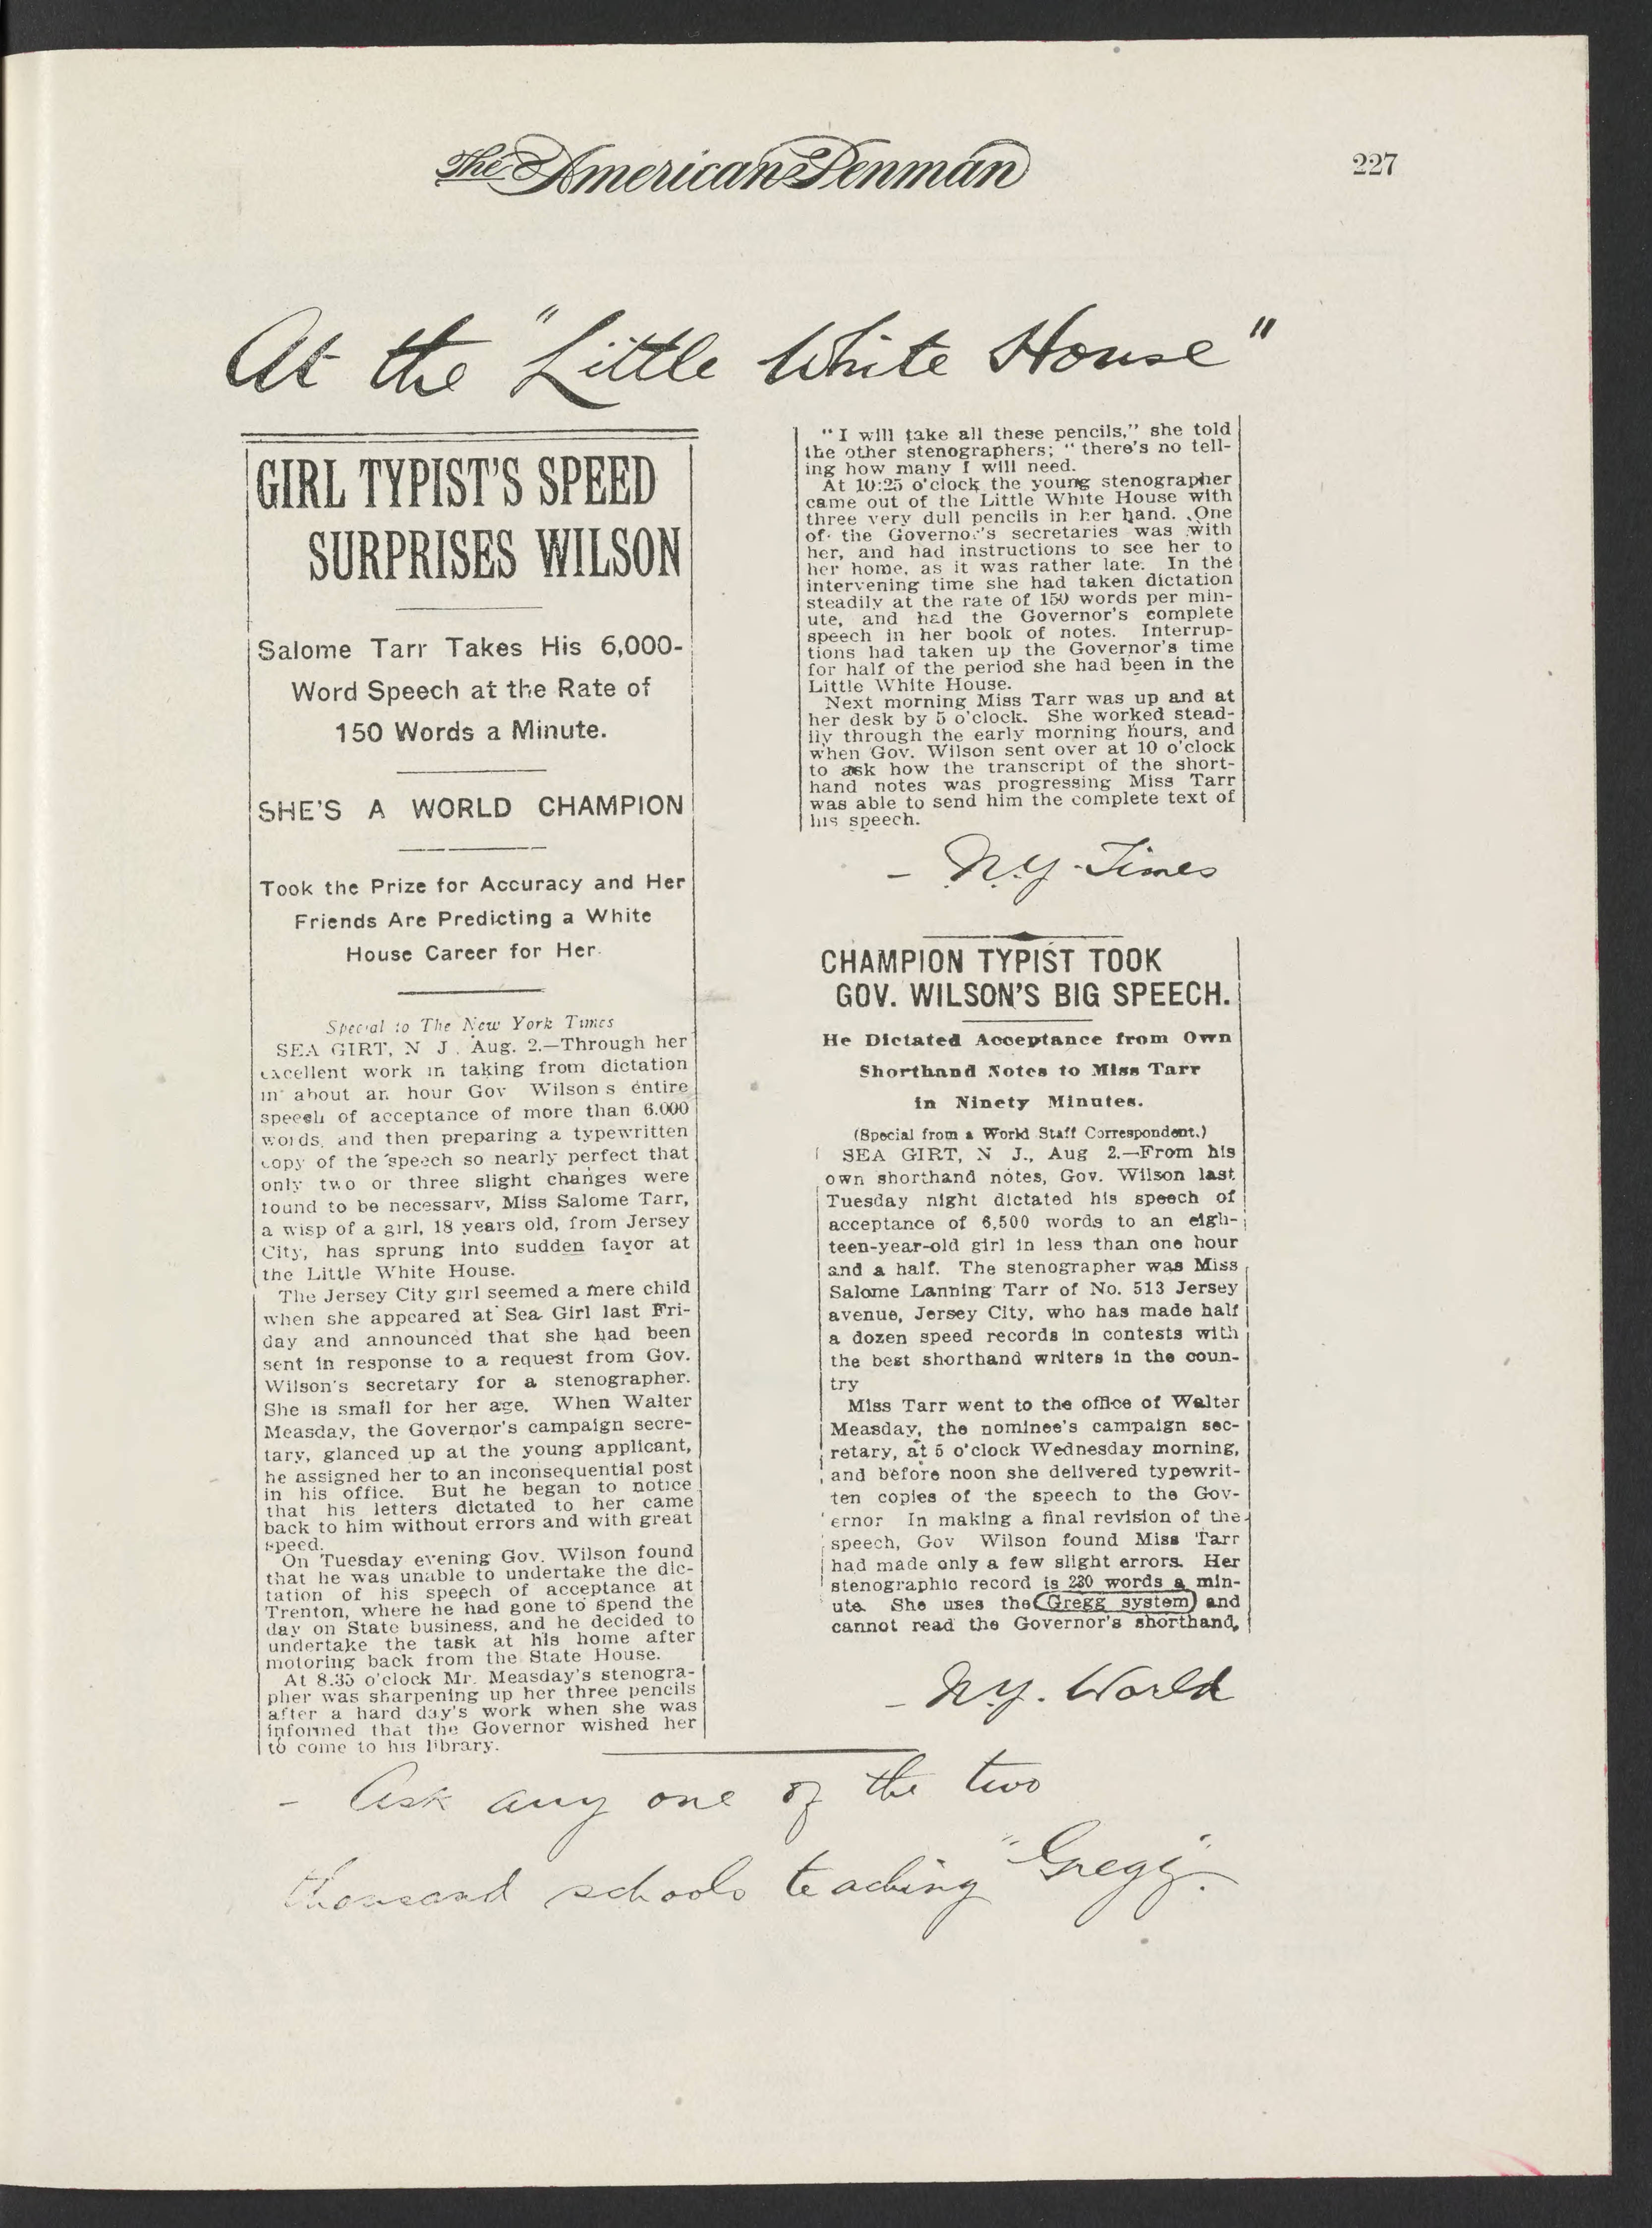 The American Penman
227
At the "Little White House"
GIRL TYPIST'S SPEED
SURPRISES WILSON
Salome Tarr Takes His 6,000-
Word Speech at the Rate of
150 Words a Minute.
SHE'S A WORLD CHAMPION
Took the Prize for Accuracy and Her
Friends Are Predicting a White
House Career for Her.
Special to The New York Times
SEA GIRT, N J. Aug. 2.—Through her
excellent work in taking from dictation
in about an hour Gov Wilson s entire
speech of acceptance of more than 6.000
words, and then preparing a typewritten
copy of the speech so nearly perfect that
only two or three slight changes were
found to be necessary, Miss Salome Tarr,
a wisp of a girl, 18 years old, from Jersey
City, has sprung into sudden favor at
the Little White House.
The Jersey City girl seemed a mere child
when she appeared at Sea Girl last Fri-
day and announced that she had been
sent in response to a request from Gov.
Wilson's secretary for a stenographer.
She is small for her age. When Walter
Measday, the Governor's campaign secre-
tary, glanced up at the young applicant,
he assigned her to an inconsequential post
in his office. But he began to notice
that his letters dictated to her came
back to him without errors and with great
speed.
On Tuesday evening Gov. Wilson found
that he was unable to undertake the dic-
tation of his speech of acceptance at
Trenton, where he had gone to spend the
day on State business, and he decided to
undertake the task at his home after
motoring back from the State House.
At 8.35 o'clock Mr. Measday's stenogra-
pher was sharpening up her three pencils
after a hard day's work when she was
informed that the Governor wished her
to come to his library.
"I will take all these pencils," she told
the other stenographers; "there's no tell-
ing how many I will need.
At 10:25 o'clock the young stenographer
came out of the Little White House with
three very dull pencils in her hand. One
of the Governor's secretaries was with
her, and had instructions to see her to
her home, as it was rather late. In the
intervening time she had taken dictation
steadily at the rate of 150 words per min-
ute, and had the Governor's complete
speech in her book of notes. Interrup-
tions had taken up the Governor's time
for half of the period she had been in the
Little White House.
Next morning Miss Tarr was up and at
her desk by 5 o'clock. She worked stead-
ily through the early morning hours, and
when Gov. Wilson sent over at 10 o'clock
to ask how the transcript of the short-
hand notes was progressing Miss Tarr
was able to send him the complete text of
his speech.
- N.Y. Times
CHAMPION TYPIST TOOK
GOV. WILSON'S BIG SPEECH.
He Dictated Acceptance from Own
Shorthand Notes to Miss Tarr
in Ninety Minutes.
(Special from a World Staff Correspondent.)
SEA GIRT, N J., Aug 2.—From his
own shorthand notes, Gov. Wilson last
Tuesday night dictated his speech of
acceptance of 6,500 words to an eigh-
teen-year-old girl in less than one hour
and a half. The stenographer was Miss
Salome Lanning Tarr of No. 513 Jersey
avenue, Jersey City, who has made half
a dozen speed records in contests with
the best shorthand writers in the coun-
try
Miss Tarr went to the office of Walter
Measday, the nominee's campaign sec-
retary, at 5 o'clock Wednesday morning,
and before noon she delivered typewrit-
ten copies of the speech to the Gov-
ernor In making a final revision of the
speech, Gov Wilson found Miss Tarr
had made only a few slight errors. Her
stenographic record is 230 words a min-
ute. She uses the Gregg system and
cannot read the Governor's shorthand,
- N.Y. World
- Ask any one of the two
thousand schools teaching "Gregg".